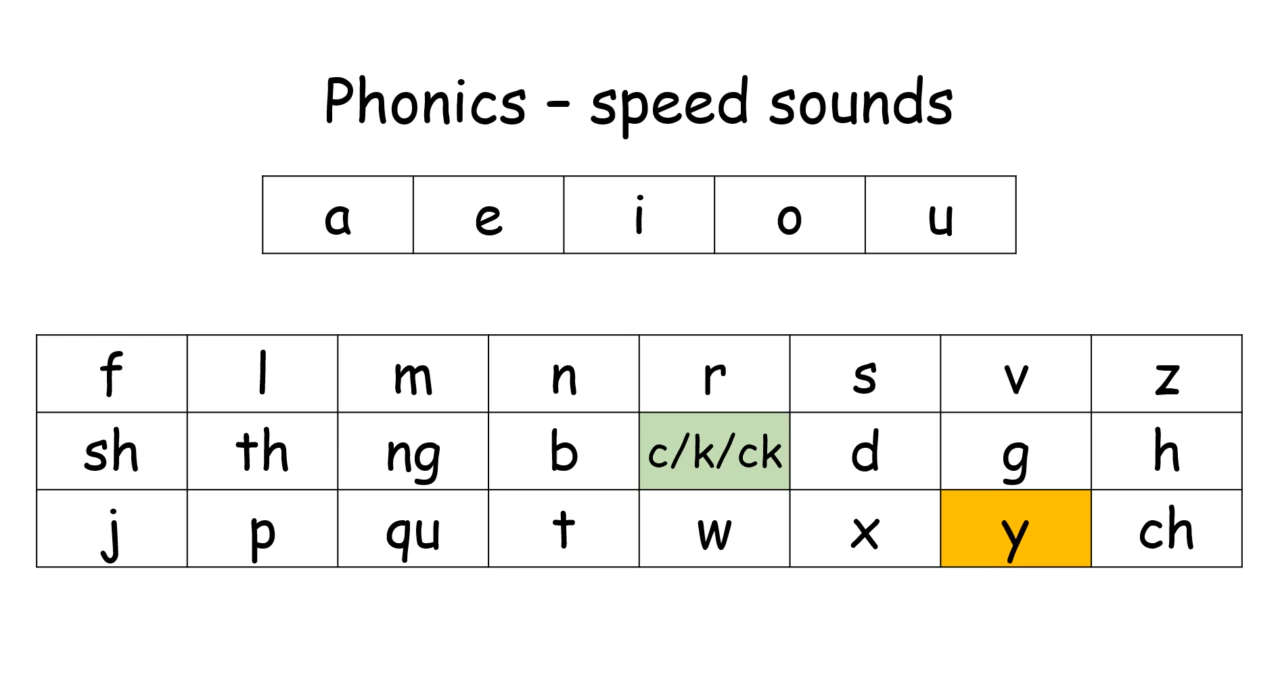 Phonics – speed sounds
a e i o u
f l m n r s v z
sh th ng b c/k/ck d g h
j p qu t w x y ch